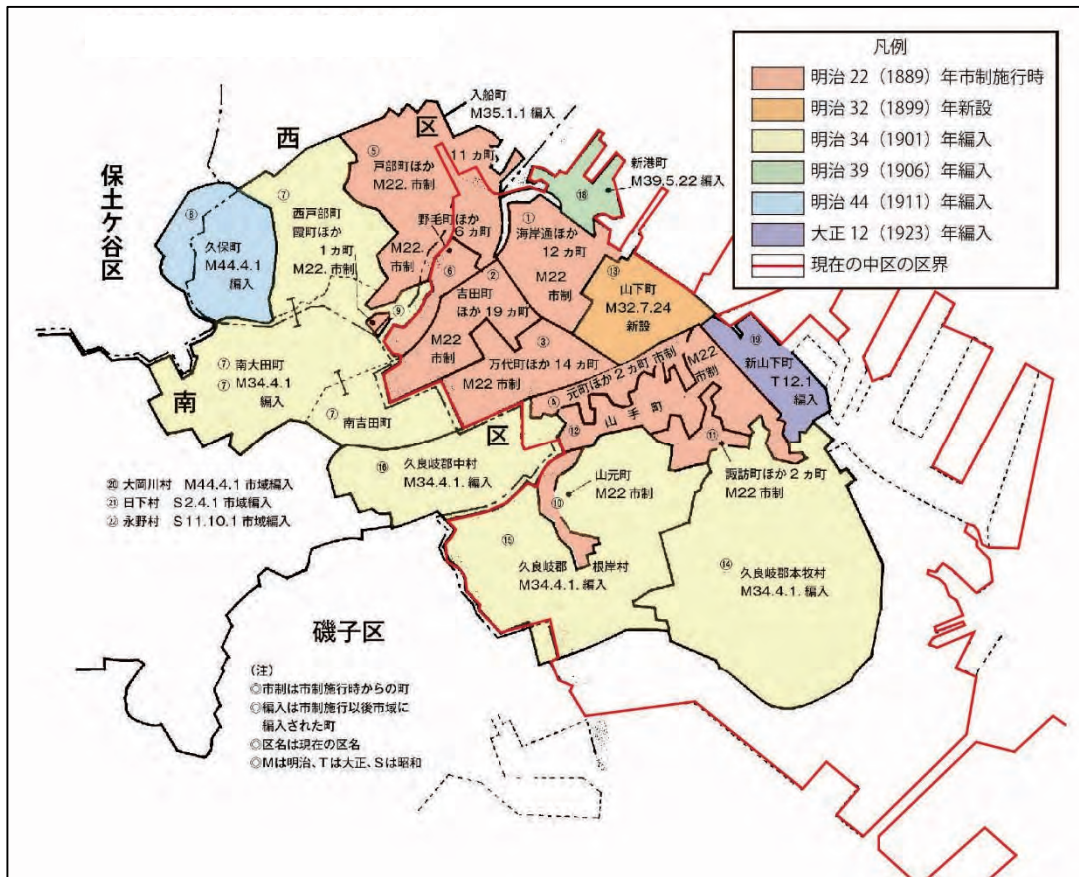 凡例
明治 22（1889）年市制施行時
明治 32（1899）年新設
明治 34（1901）年編入
明治 39（1906）年編入
明治 44（1911）年編入
大正 12（1923）年編入
現在の中区の区界
入船町
M35.1.1 編入
西
区
11ヵ町
⑤
戸部町ほか
M22. 市制
新港町
M39.5.22 編入
⑱
保土ケ谷区
⑧
久保町
M44.4.1
編入
⑦
西戸部町
霞町ほか
1ヵ町
M22. 市制
M22.
市制
野毛町ほか
6ヵ町
⑥
⑨
①
海岸通ほか
12ヵ町
M22
市制
②
吉田町
ほか 19ヵ町
M22
市制
⑬
山下町
M32.7.24
新設
③
万代町ほか 14ヵ町
M22 市制
④
元町ほか 2ヵ町 市制
M22
市制
⑲
新山下町
T12.1
編入
⑦ 南大田町
⑦ M34.4.1
編入
南
区
⑦ 南吉田町
⑫
山手町
⑪
諏訪町ほか 2ヵ町
M22 市制
⑯
久良岐郡中村
M34.4.1. 編入
山元町
M22 市制
⑩
⑮
久良岐郡 根岸村
M34.4.1. 編入
⑭
久良岐郡本牧村
M34.4.1. 編入
⑳ 大岡川村 M44.4.1 市域編入
㉑ 日下村 S2.4.1 市域編入
㉒ 永野村 S11.10.1 市域編入
磯子区
（注）
◎市制は市制施行時からの町
◎編入は市制施行以後市域に
編入された町
◎区名は現在の区名
◎Mは明治、Tは大正、Sは昭和